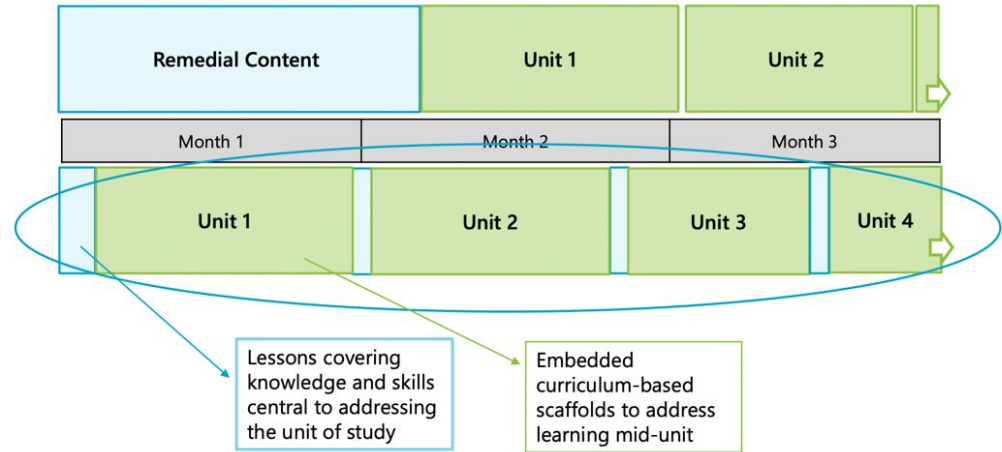 Remedial Content
Unit 1
Unit 2
Month 1
Month 2
Month 3
Unit 1
Unit 2
Unit 3
Unit 4
Lessons covering
knowledge and skills
central to addressing
the unit of study
Embedded
curriculum-based
scaffolds to address
learning mid-unit